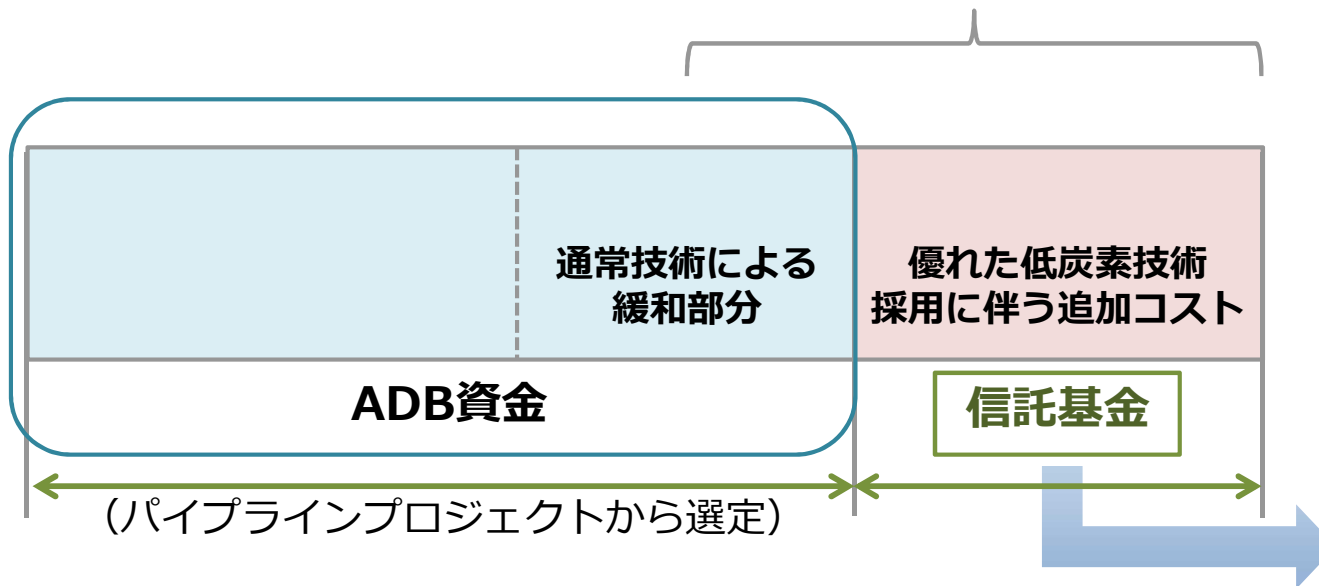 通常技術による
緩和部分
優れた低炭素技術
採用に伴う追加コスト
ADB資金
信託基金
（パイプラインプロジェクトから選定）